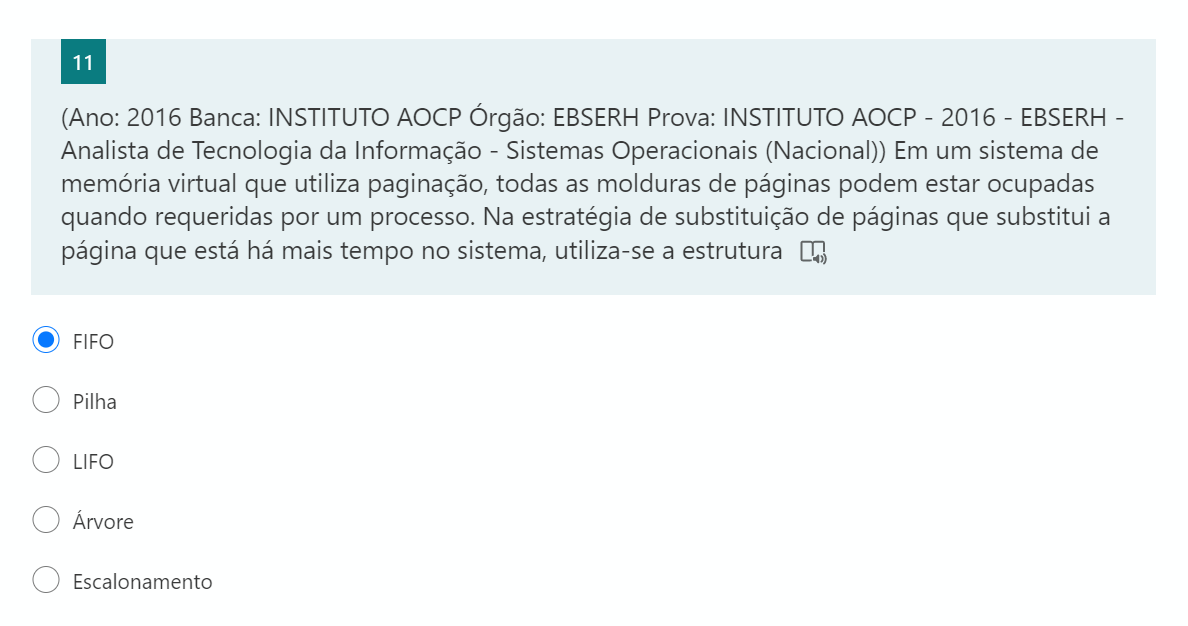 11
(Ano: 2016 Banca: INSTITUTO AOCP Órgão: EBSERH Prova: INSTITUTO AOCP - 2016 - EBSERH -
Analista de Tecnologia da Informação - Sistemas Operacionais (Nacional)) Em um sistema de
memória virtual que utiliza paginação, todas as molduras de páginas podem estar ocupadas
quando requeridas por um processo. Na estratégia de substituição de páginas que substitui a
página que está há mais tempo no sistema, utiliza-se a estrutura
FIFO
Pilha
LIFO
Árvore
Escalonamento